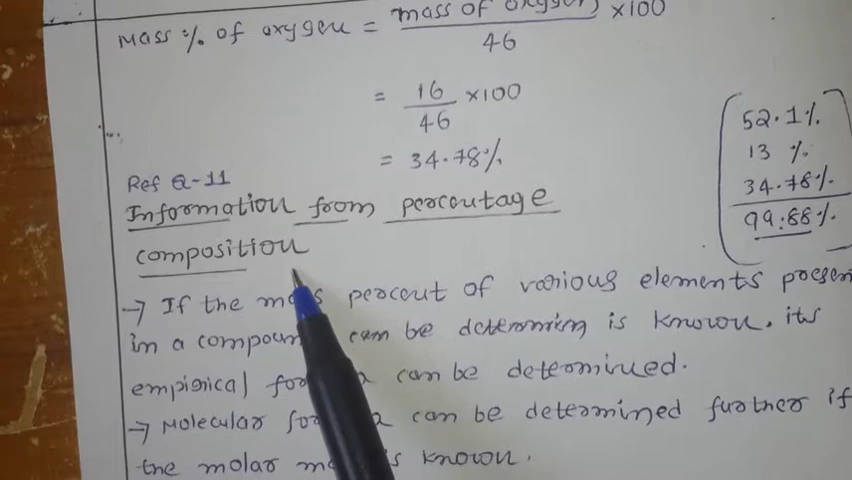 Mass % of oxygen = mass of oxygen / 46 ×100
= 16 / 46 ×100
= 34.78%
52.1%
13 %
34.78%
99.88%
Ref Q-11
Information from percentage
composition
→ If the mass percent of various elements present
in a compound can be determing is known, its
empirical formula can be determined.
→ Molecular formula can be determined further if
the molar mass is known.